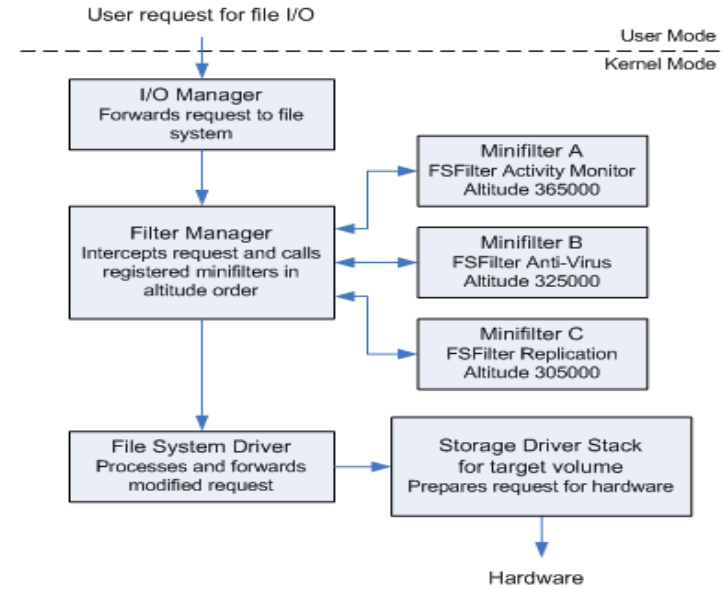 User request for file I/O
User Mode
Kernel Mode
I/O Manager
Forwards request to file
system
Minifilter A
FSFilter Activity Monitor
Altitude 365000
Filter Manager
Intercepts request and calls
registered minifilters in
altitude order
Minifilter B
FSFilter Anti-Virus
Altitude 325000
Minifilter C
FSFilter Replication
Altitude 305000
File System Driver
Processes and forwards
modified request
Storage Driver Stack
for target volume
Prepares request for hardware
Hardware